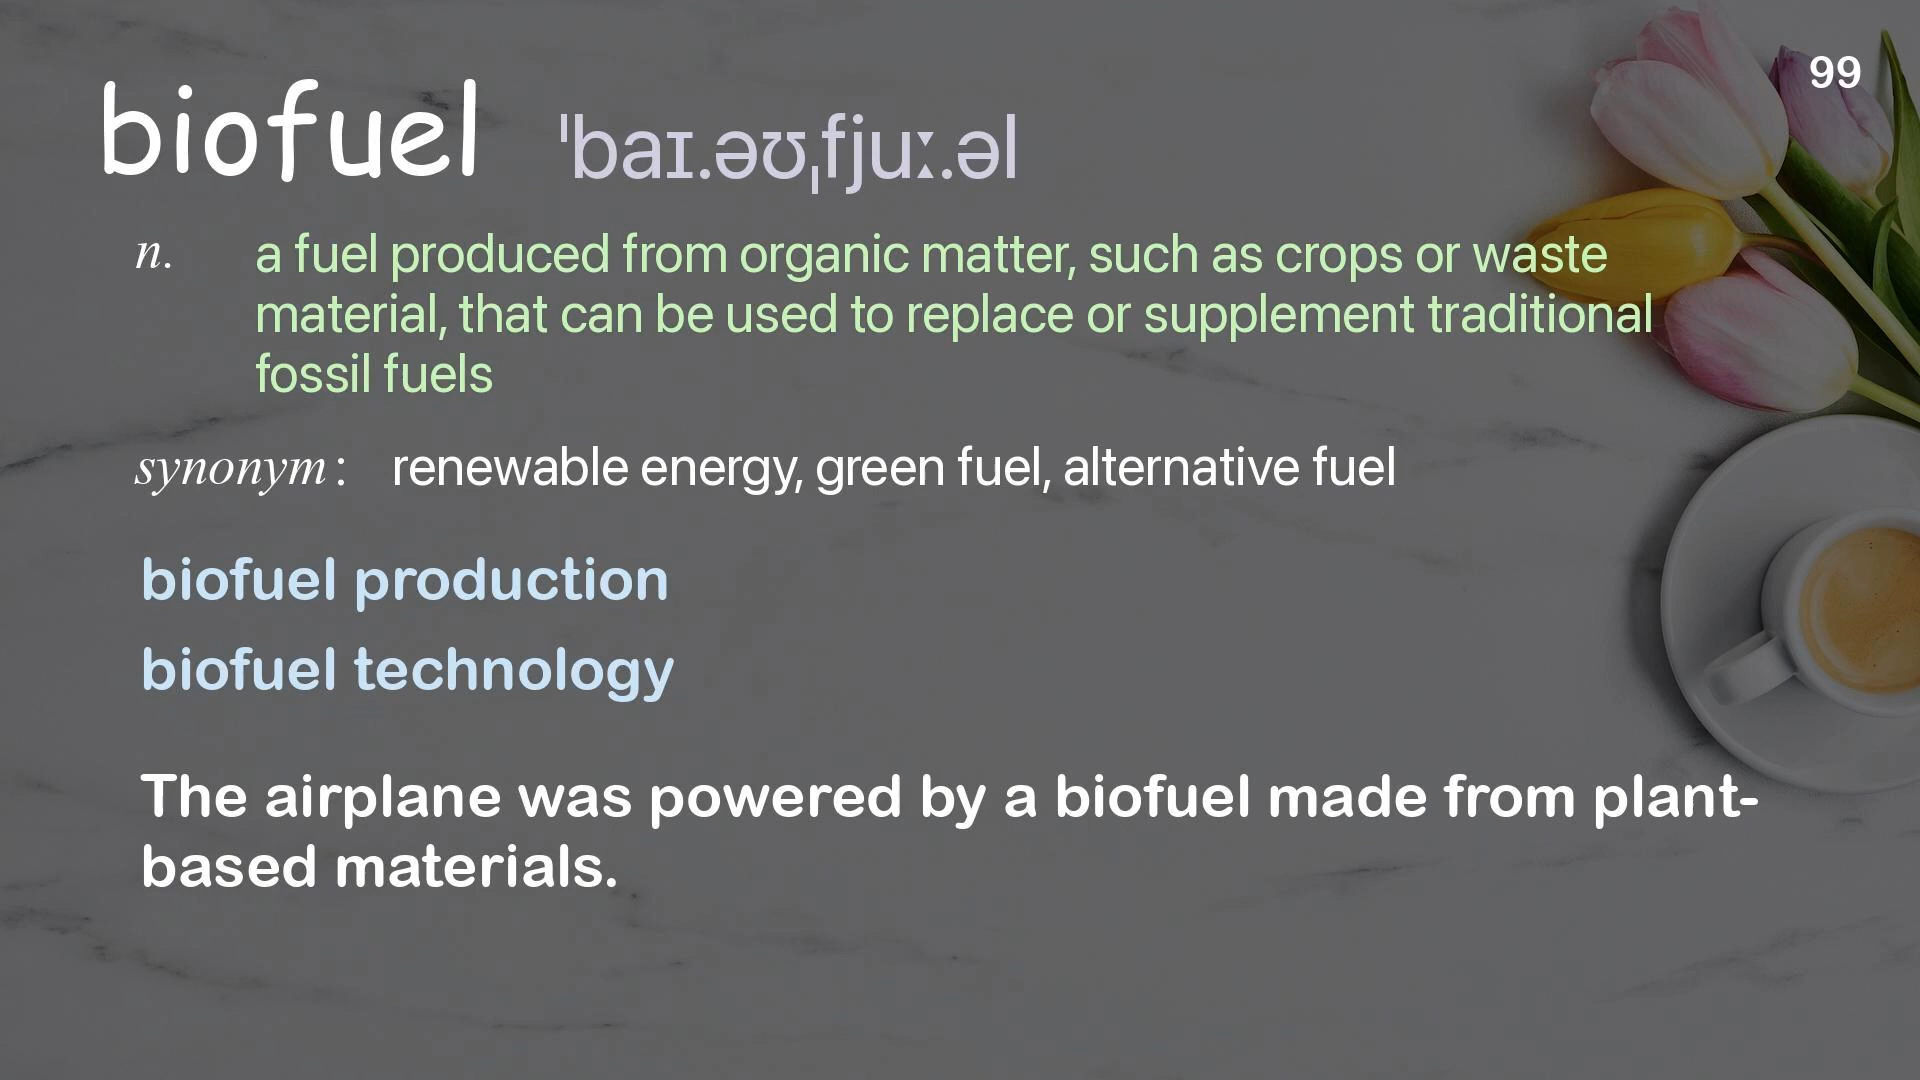 99
biofuel ˈbaɪ.əʊˌfjuː.əl
n. a fuel produced from organic matter, such as crops or waste
material, that can be used to replace or supplement traditional
fossil fuels
synonym : renewable energy, green fuel, alternative fuel
biofuel production
biofuel technology
The airplane was powered by a biofuel made from plant-
based materials.